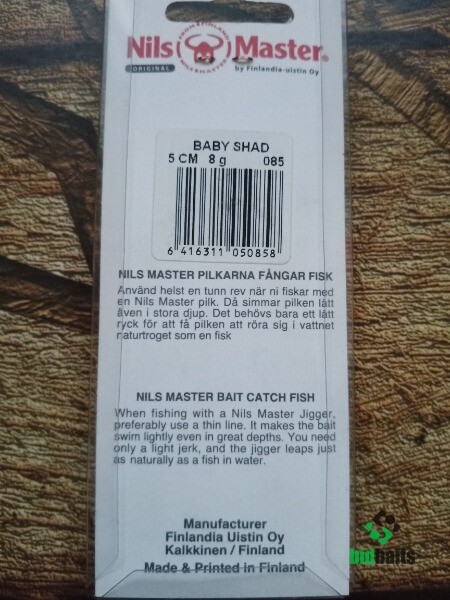 FROM FINLAND
Nils Master®
NILS MASTER
ORIGINAL
by Finlandia-uistin Oy
BABY SHAD
5 CM 8 g 085
6 416311 050858
NILS MASTER PILKARNA FÅNGAR FISK
Använd helst en tunn rev när ni fiskar med
en Nils Master pilk. Då simmar pilken lätt
även i stora djup. Det behövs bara ett lätt
ryck för att få pilken att röra sig i vattnet
naturtroget som en fisk
NILS MASTER BAIT CATCH FISH
When fishing with a Nils Master Jigger,
preferably use a thin line. It makes the bait
swim lightly even in great depths. You need
only a light jerk, and the jigger leaps just
as naturally as a fish in water.
Manufacturer
Finlandia Uistin Oy
Kalkkinen / Finland
Made & Printed in Finland
bidbaits